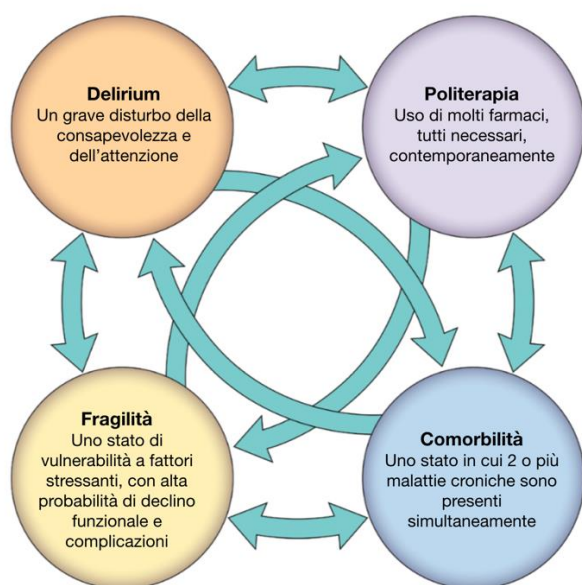 Delirium
Un grave disturbo della
consapevolezza e
dell'attenzione
Politerapia
Uso di molti farmaci,
tutti necessari,
contemporaneamente
Fragilità
Uno stato di
vulnerabilità a fattori
stressanti, con alta
probabilità di declino
funzionale e
complicazioni
Comorbilità
Uno stato in cui 2 o più
malattie croniche sono
presenti
simultaneamente